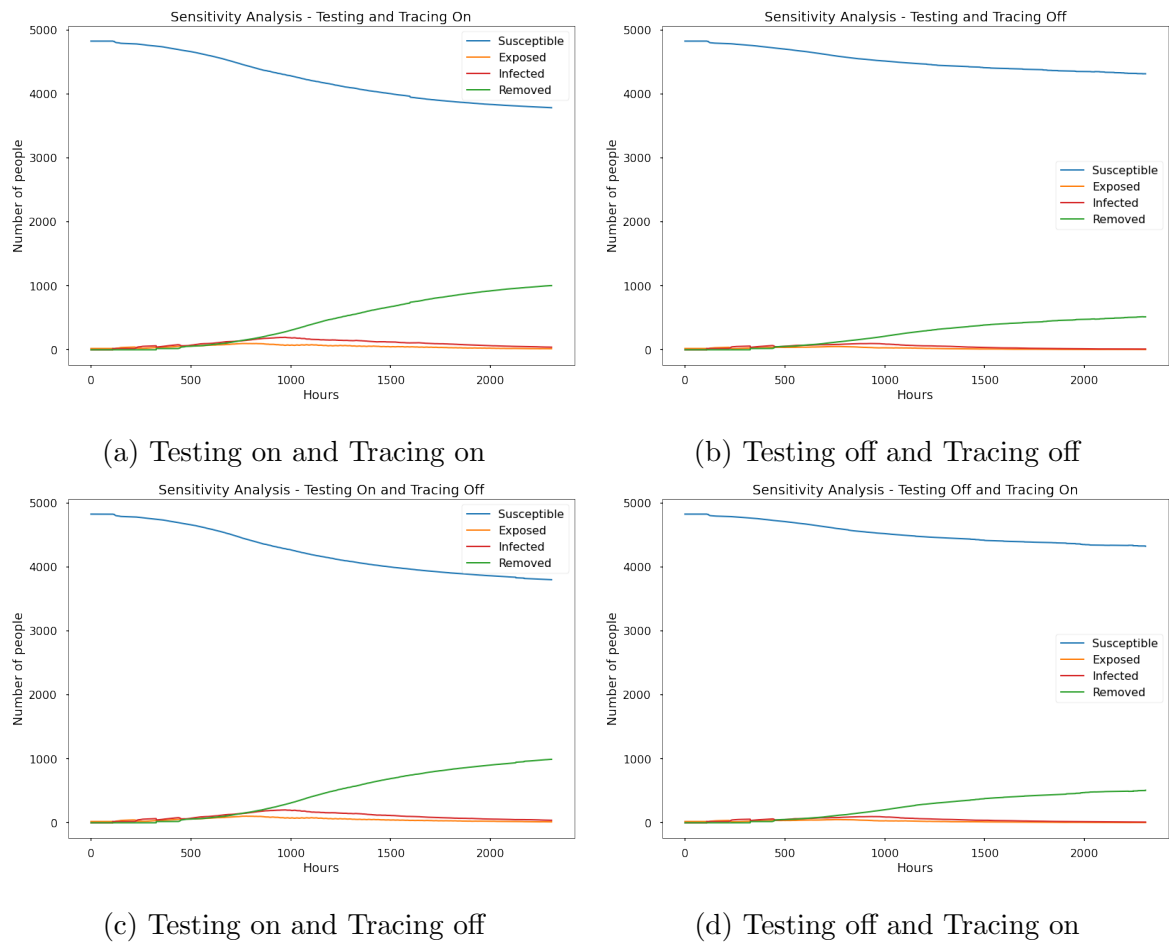 Sensitivity Analysis - Testing and Tracing On
5000
4000
3000
2000
1000
0
Number of people
Susceptible
Exposed
Infected
Removed
0 500 1000 1500 2000
Hours
(a) Testing on and Tracing on
Sensitivity Analysis - Testing and Tracing Off
5000
4000
3000
2000
1000
0
Number of people
Susceptible
Exposed
Infected
Removed
0 500 1000 1500 2000
Hours
(b) Testing off and Tracing off
Sensitivity Analysis - Testing On and Tracing Off
5000
4000
3000
2000
1000
0
Number of people
Susceptible
Exposed
Infected
Removed
0 500 1000 1500 2000
Hours
(c) Testing on and Tracing off
Sensitivity Analysis - Testing Off and Tracing On
5000
4000
3000
2000
1000
0
Number of people
Susceptible
Exposed
Infected
Removed
0 500 1000 1500 2000
Hours
(d) Testing off and Tracing on